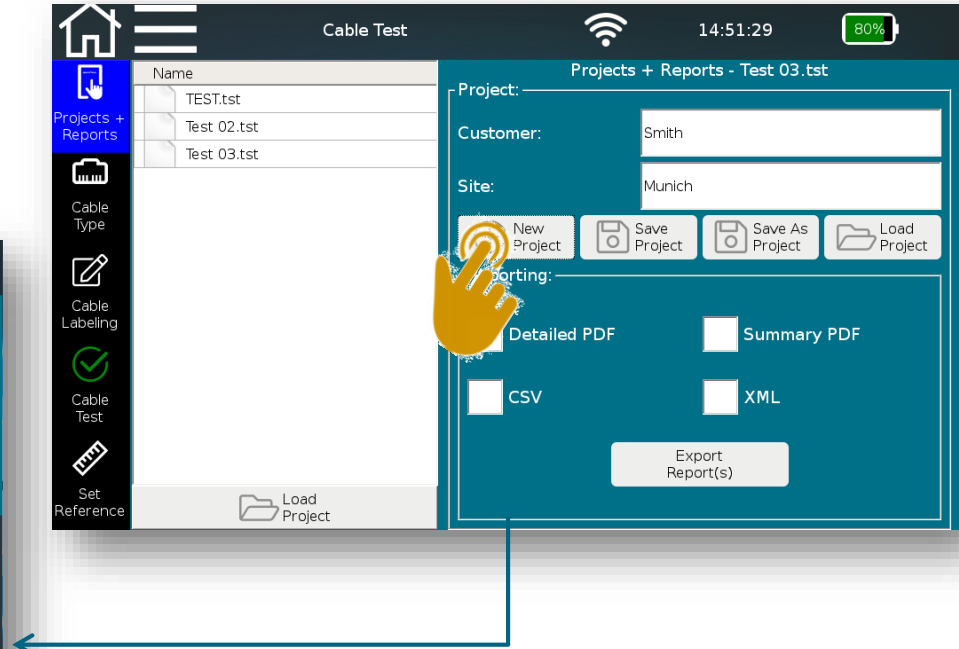 Cable Test
14:51:29
80%
Projects +
Reports
Cable
Type
Cable
Labeling
Cable
Test
Set
Reference
Name
TEST.tst
Test 02.tst
Test 03.tst
Load
Project
Projects + Reports - Test 03.tst
Project:
Customer:
Smith
Site:
Munich
New
Project
Save
Project
Save As
Project
Load
Project
porting:
Detailed PDF
Summary PDF
CSV
XML
Export
Report(s)